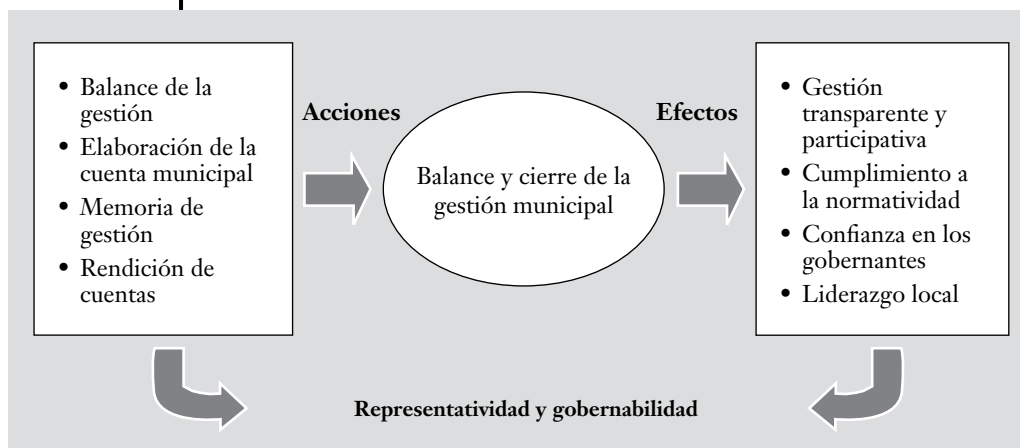 • Balance de la
gestión
• Elaboración de la
cuenta municipal
• Memoria de
gestión
• Rendición de
cuentas
Acciones
Balance y cierre de la
gestión municipal
Efectos
• Gestión
transparente y
participativa
• Cumplimiento a
la normatividad
• Confianza en los
gobernantes
• Liderazgo local
Representatividad y gobernabilidad